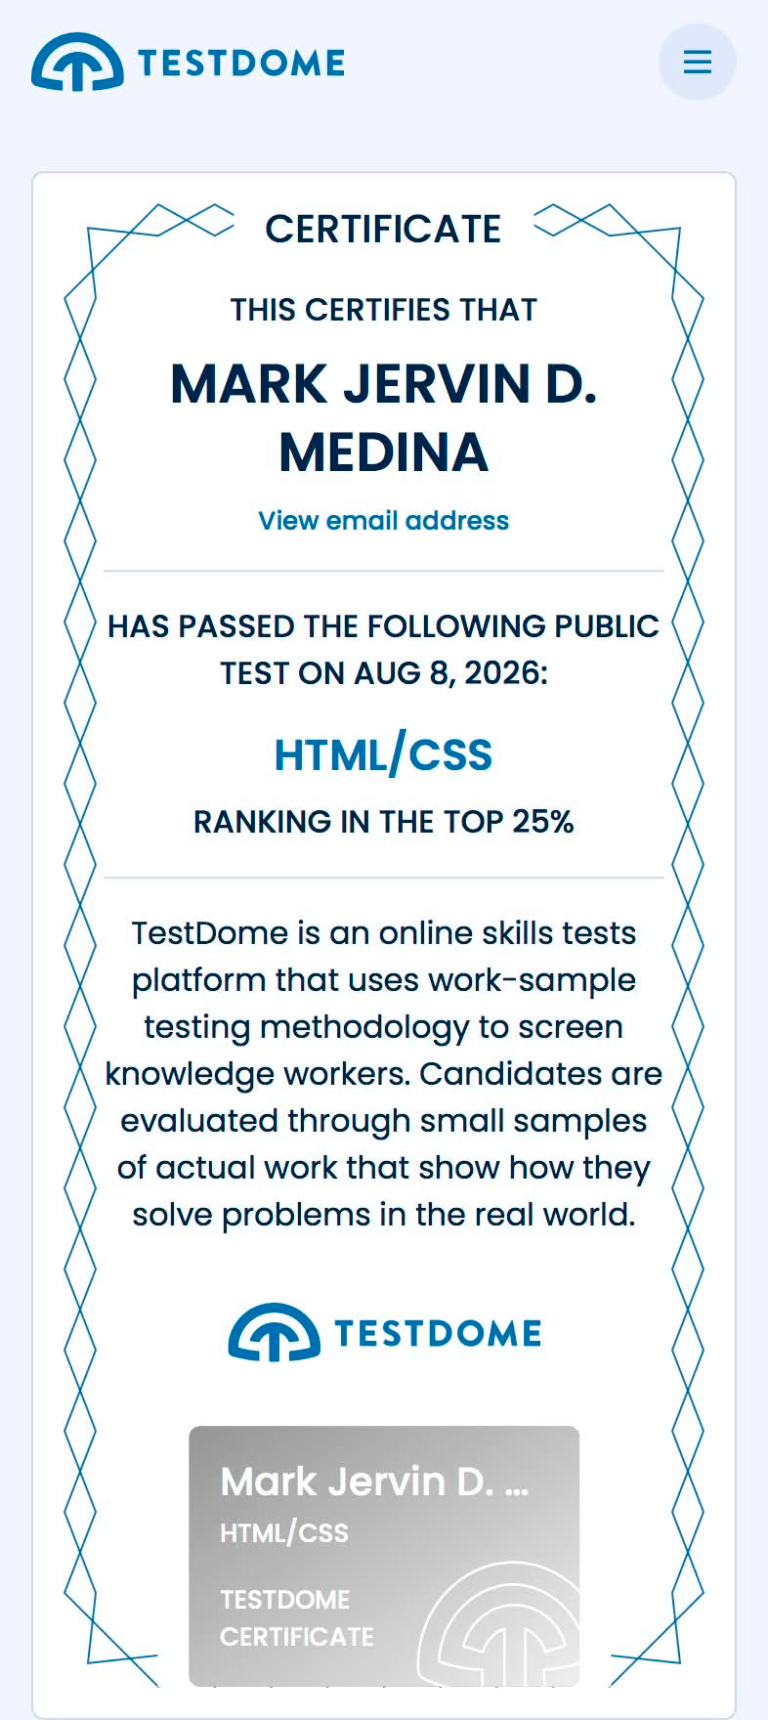 TESTDOME
CERTIFICATE
THIS CERTIFIES THAT
MARK JERVIN D.
MEDINA
View email address
HAS PASSED THE FOLLOWING PUBLIC
TEST ON AUG 8, 2026:
HTML/CSS
RANKING IN THE TOP 25%
TestDome is an online skills tests
platform that uses work-sample
testing methodology to screen
knowledge workers. Candidates are
evaluated through small samples
of actual work that show how they
solve problems in the real world.
TESTDOME
Mark Jervin D. ...
HTML/CSS
TESTDOME
CERTIFICATE